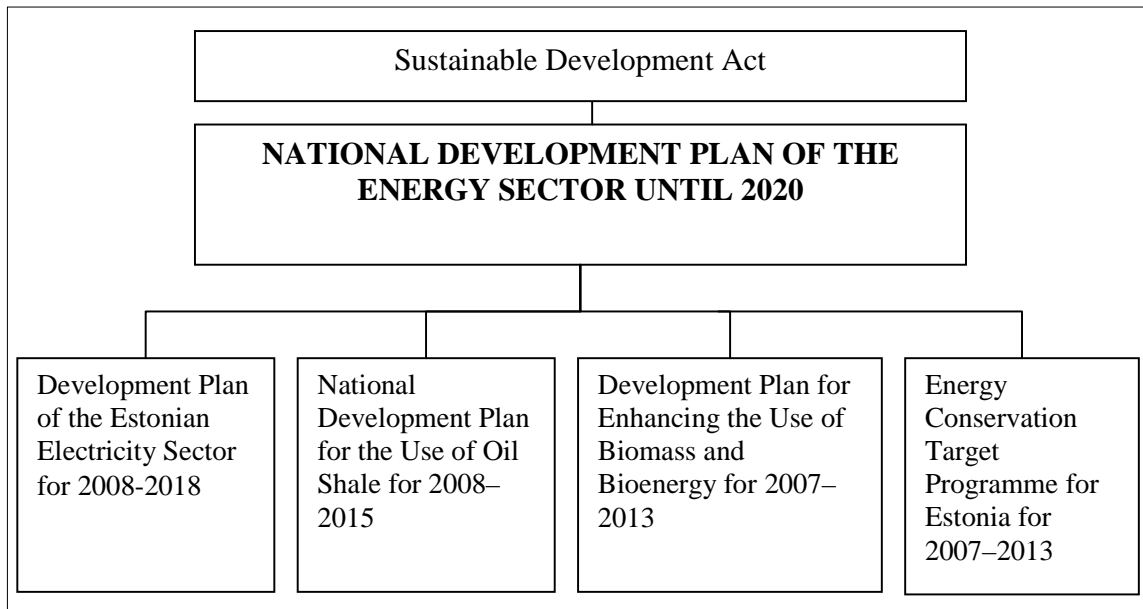 Sustainable Development Act
NATIONAL DEVELOPMENT PLAN OF THE
ENERGY SECTOR UNTIL 2020
Development Plan
of the Estonian
Electricity Sector
for 2008-2018
National
Development Plan
for the Use of Oil
Shale for 2008–
2015
Development Plan for
Enhancing the Use of
Biomass and
Bioenergy for 2007–
2013
Energy
Conservation
Target
Programme for
Estonia for
2007–2013